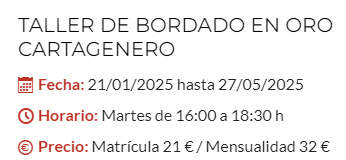 TALLER DE BORDADO EN ORO
CARTAGENERO
Fecha: 21/01/2025 hasta 27/05/2025
Horario: Martes de 16:00 a 18:30 h
Precio: Matrícula 21 € / Mensualidad 32 €